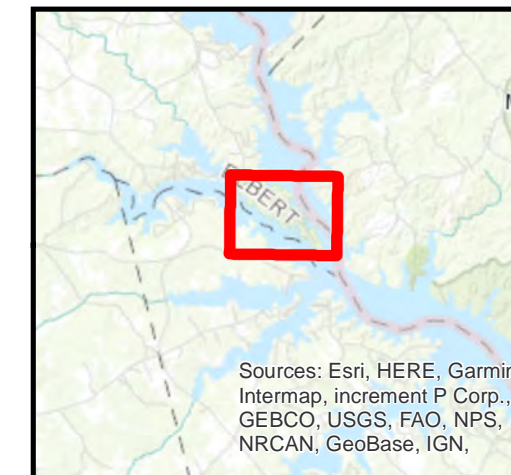 ELBERT
M
Sources: Esri, HERE, Garmin
Intermap, increment P Corp.,
GEBCO, USGS, FAO, NPS,
NRCAN, GeoBase, IGN,